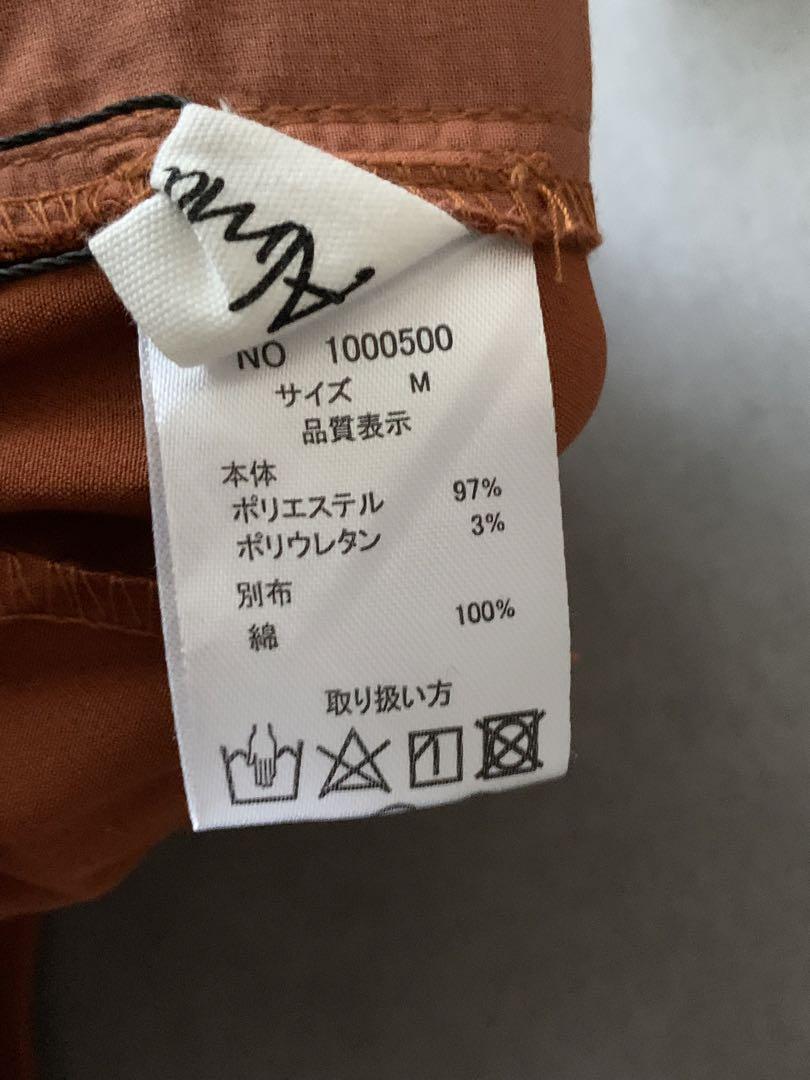 NO 1000500
サイズ M
品質表示
本体
ポリエステル 97%
ポリウレタン 3%
別布
綿 100%
取り扱い方